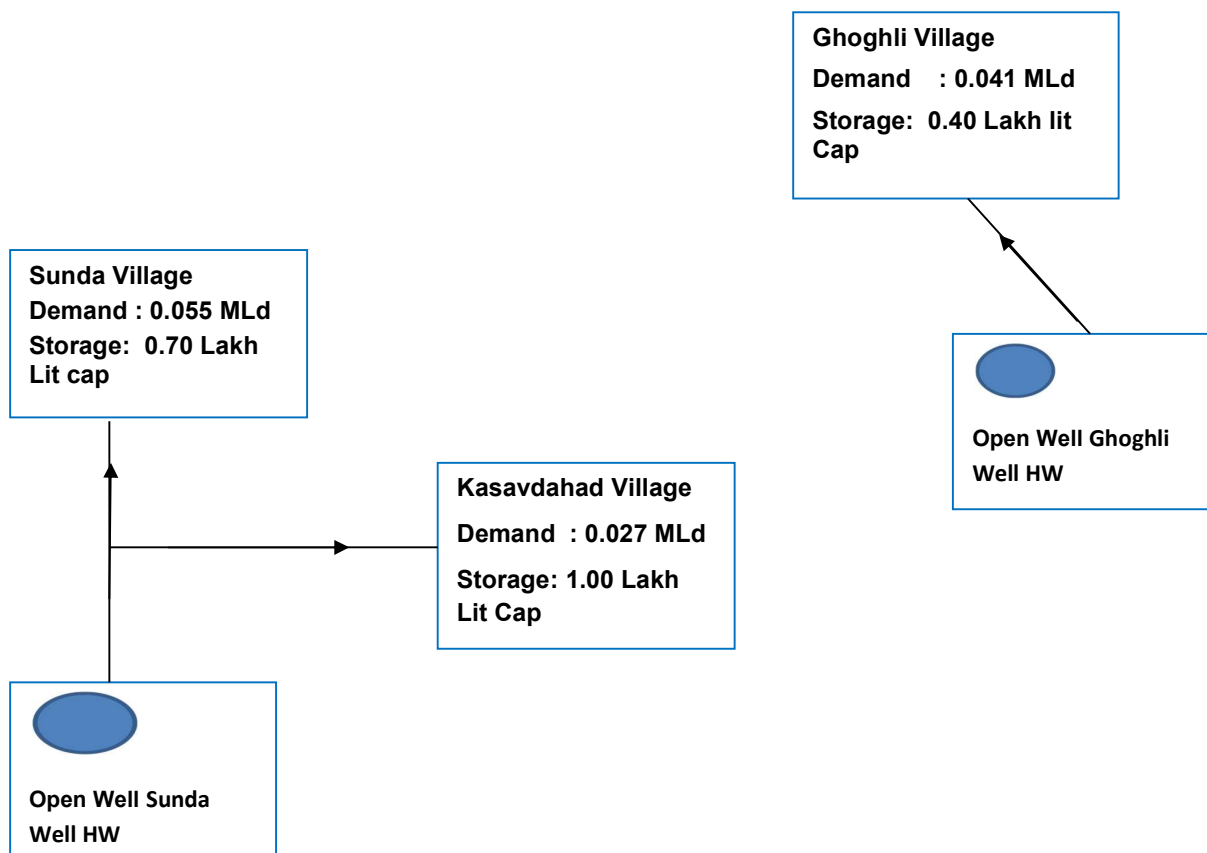 Ghoghli Village
Demand : 0.041 MLd
Storage: 0.40 Lakh lit
Cap
Sunda Village
Demand : 0.055 MLd
Storage: 0.70 Lakh
Lit cap
Open Well Ghoghli
Well HW
Kasavdahad Village
Demand : 0.027 MLd
Storage: 1.00 Lakh
Lit Cap
Open Well Sunda
Well HW